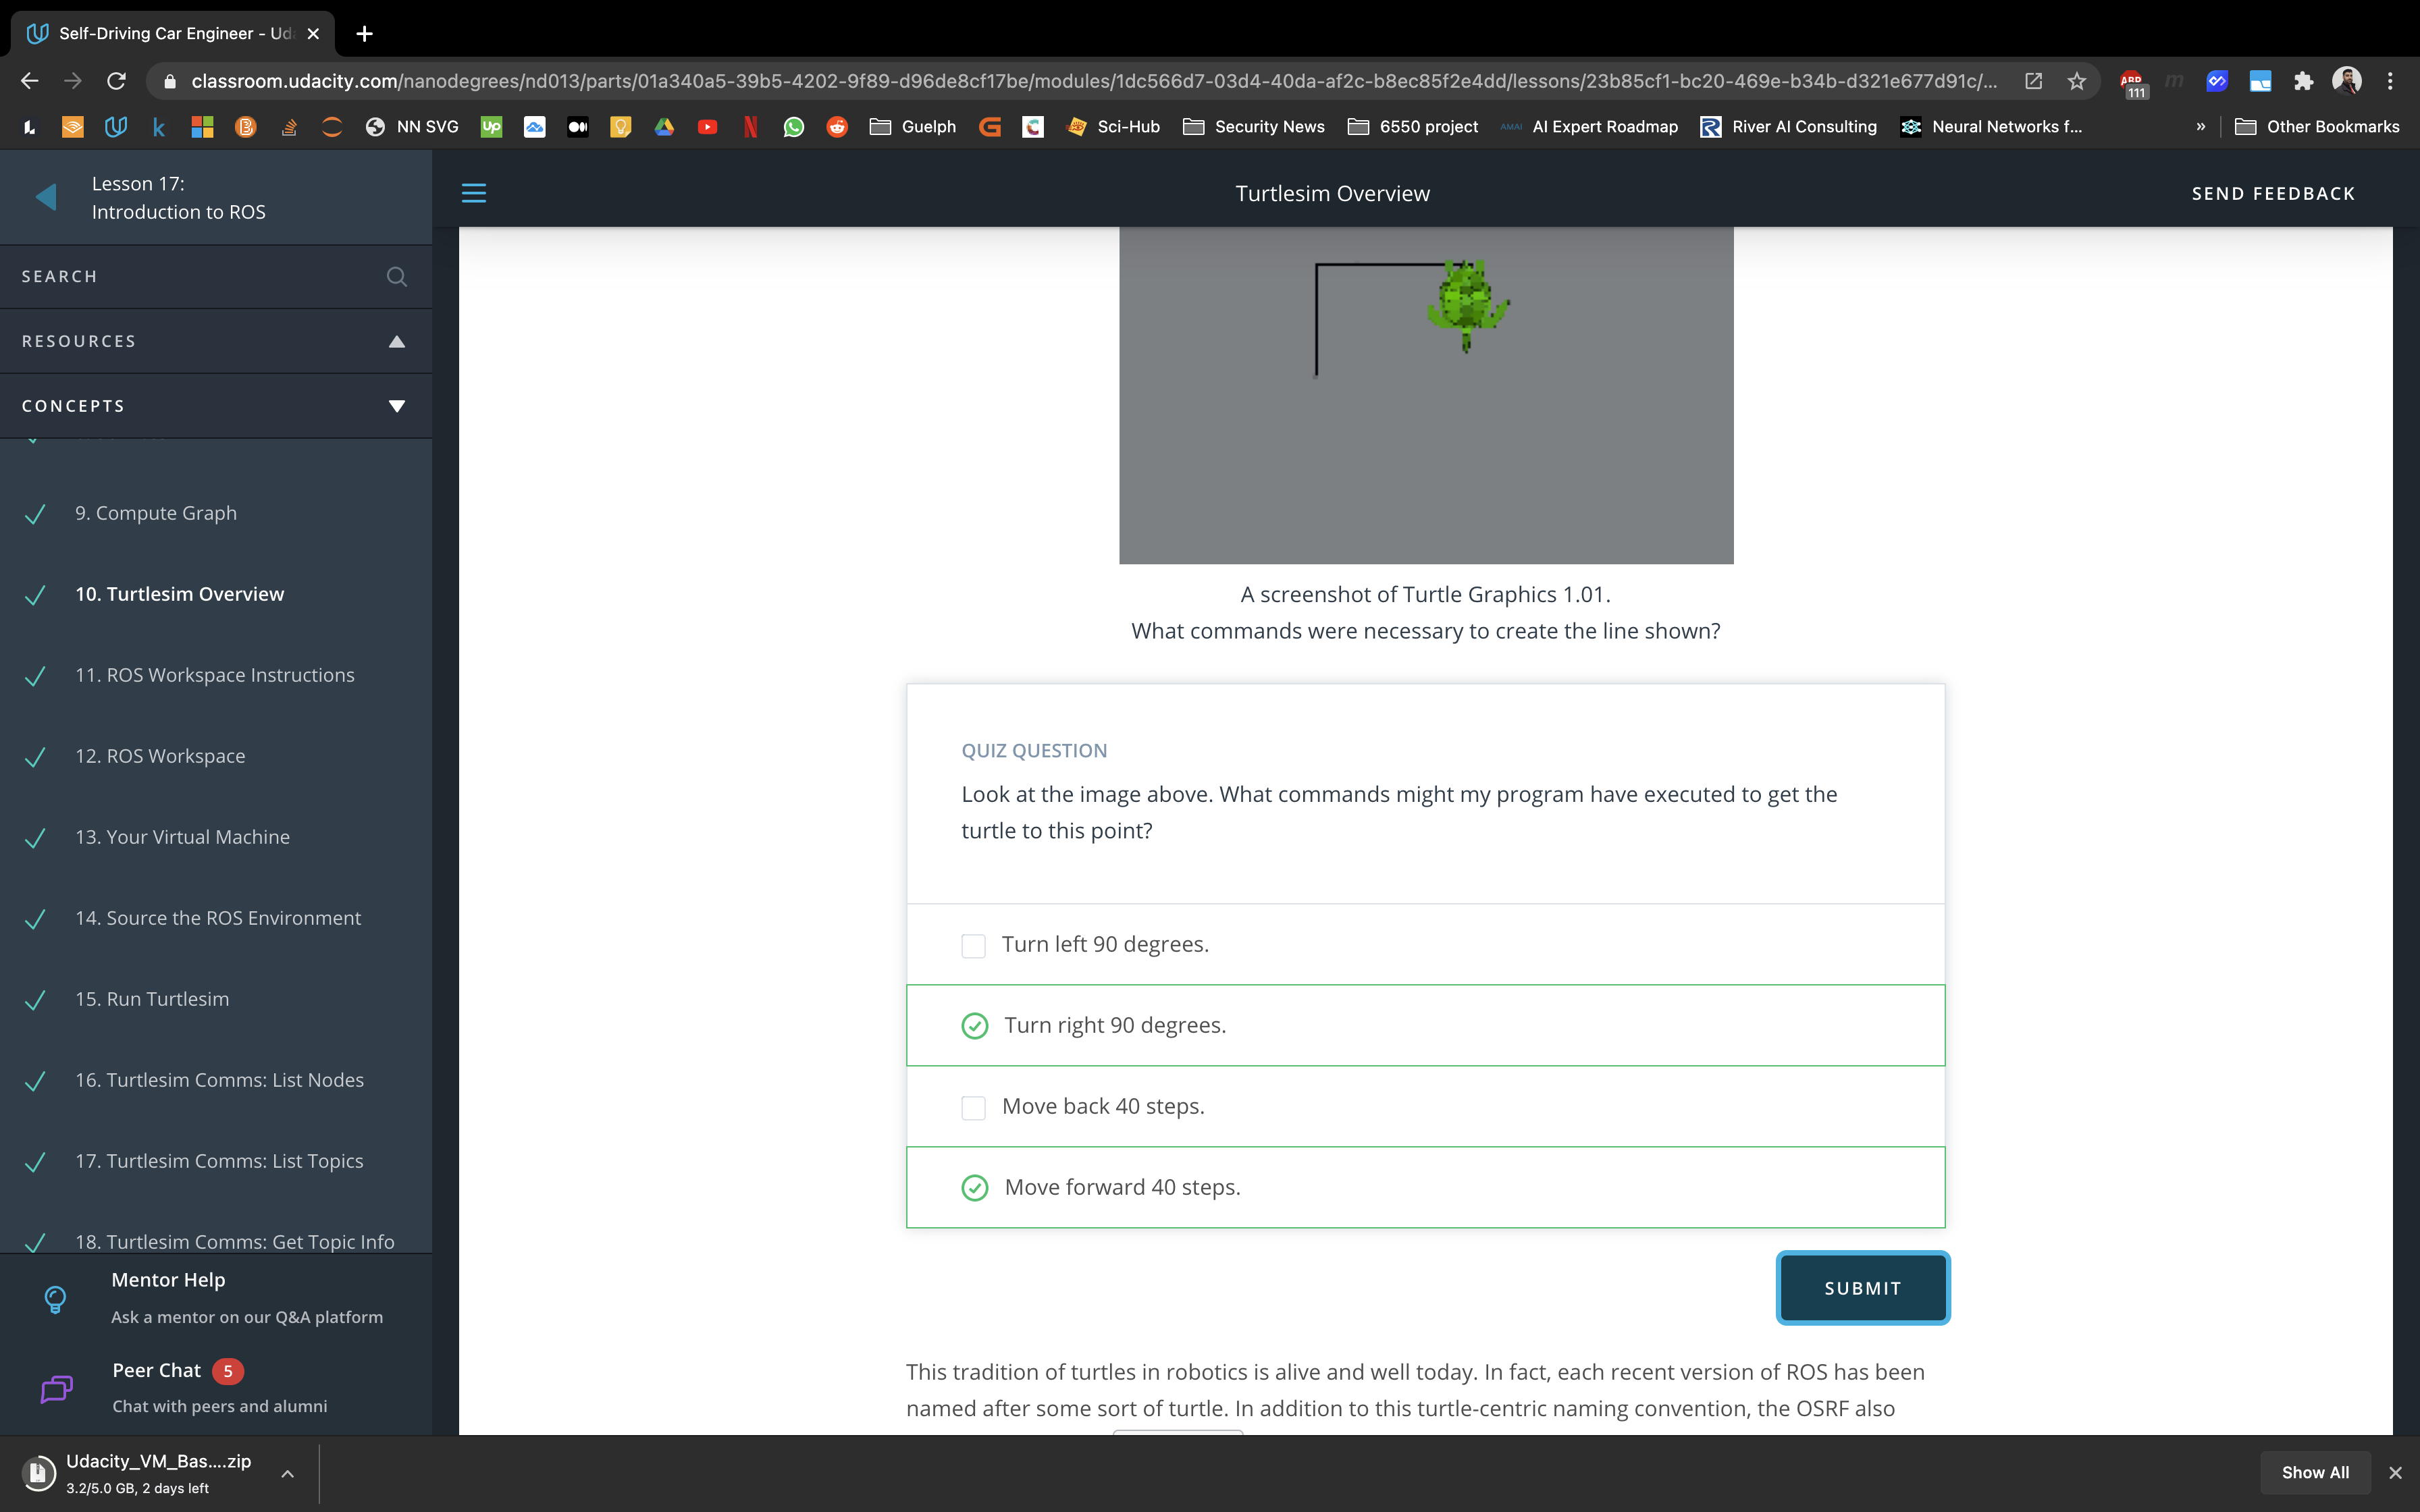 Self-Driving Car Engineer - Ud
classroom.udacity.com/nanodegrees/nd013/parts/01a340a5-39b5-4202-9f89-d96de8cf17be/modules/1dc566d7-03d4-40da-af2c-b8ec85f2e4dd/lessons/23b85cf1-bc20-469e-b34b-d321e677d91c/...
ABP
111
NN SVG
Up
Guelph
Sci-Hub
Security News
6550 project
AMAI
AI Expert Roadmap
River AI Consulting
Neural Networks f...
»
Other Bookmarks
Lesson 17:
Introduction to ROS
Turtlesim Overview
SEND FEEDBACK
SEARCH
RESOURCES
CONCEPTS
9. Compute Graph
10. Turtlesim Overview
11. ROS Workspace Instructions
12. ROS Workspace
13. Your Virtual Machine
14. Source the ROS Environment
15. Run Turtlesim
16. Turtlesim Comms: List Nodes
17. Turtlesim Comms: List Topics
18. Turtlesim Comms: Get Topic Info
Mentor Help
Ask a mentor on our Q&A platform
Peer Chat 5
Chat with peers and alumni
A screenshot of Turtle Graphics 1.01.
What commands were necessary to create the line shown?
QUIZ QUESTION
Look at the image above. What commands might my program have executed to get the
turtle to this point?
Turn left 90 degrees.
Turn right 90 degrees.
Move back 40 steps.
Move forward 40 steps.
SUBMIT
This tradition of turtles in robotics is alive and well today. In fact, each recent version of ROS has been
named after some sort of turtle. In addition to this turtle-centric naming convention, the OSRF also
Udacity_VM_Bas....zip
3.2/5.0 GB, 2 days left
Show All